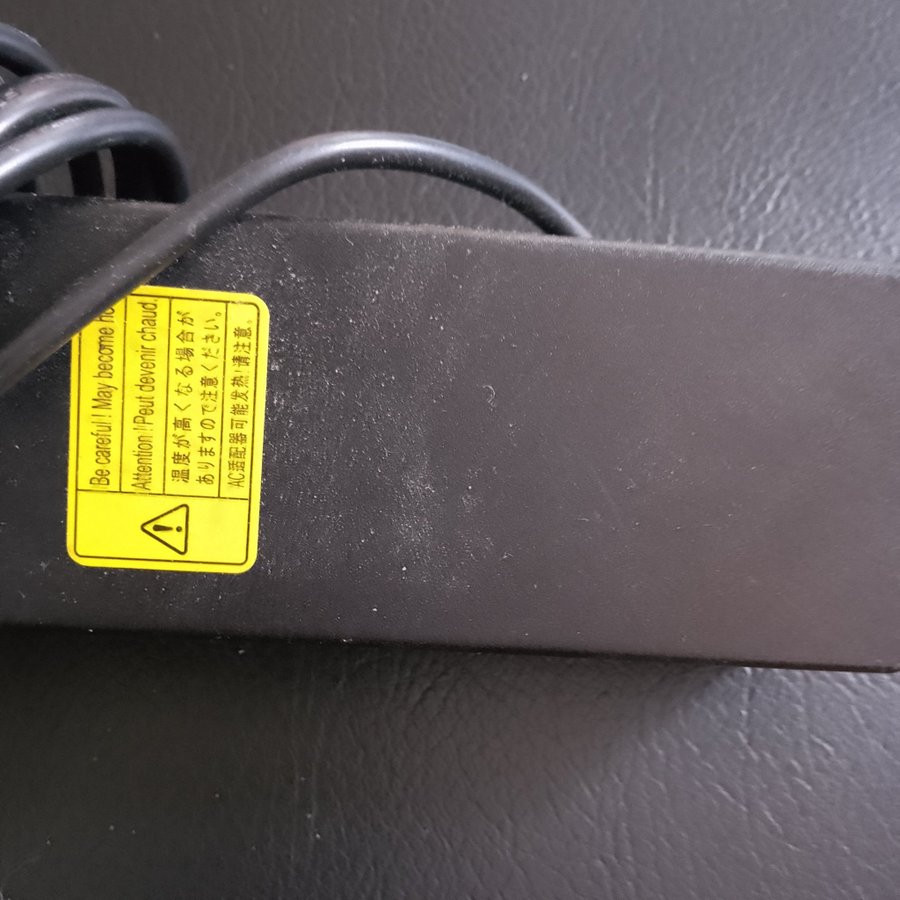 Be careful!! May become
Attention!!Peut devenir chaud.
温度が高くなる場合が
ありますので注意ください。
AC适配器可能发热!请注意。